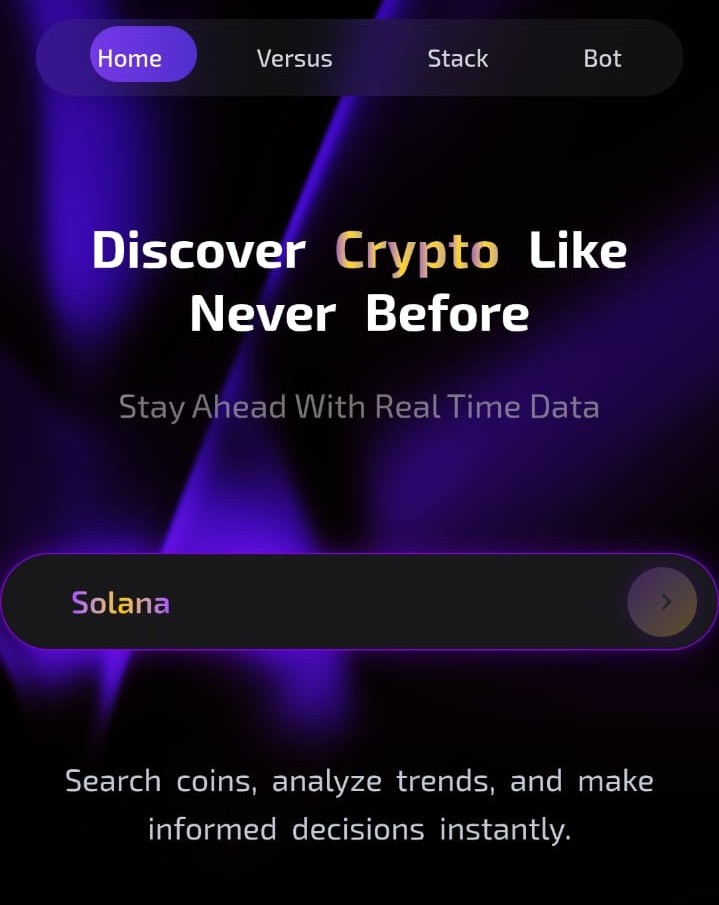 Home Versus Stack Bot
Discover Crypto Like
Never Before
Stay Ahead With Real Time Data
Solana
Search coins, analyze trends, and make
informed decisions instantly.